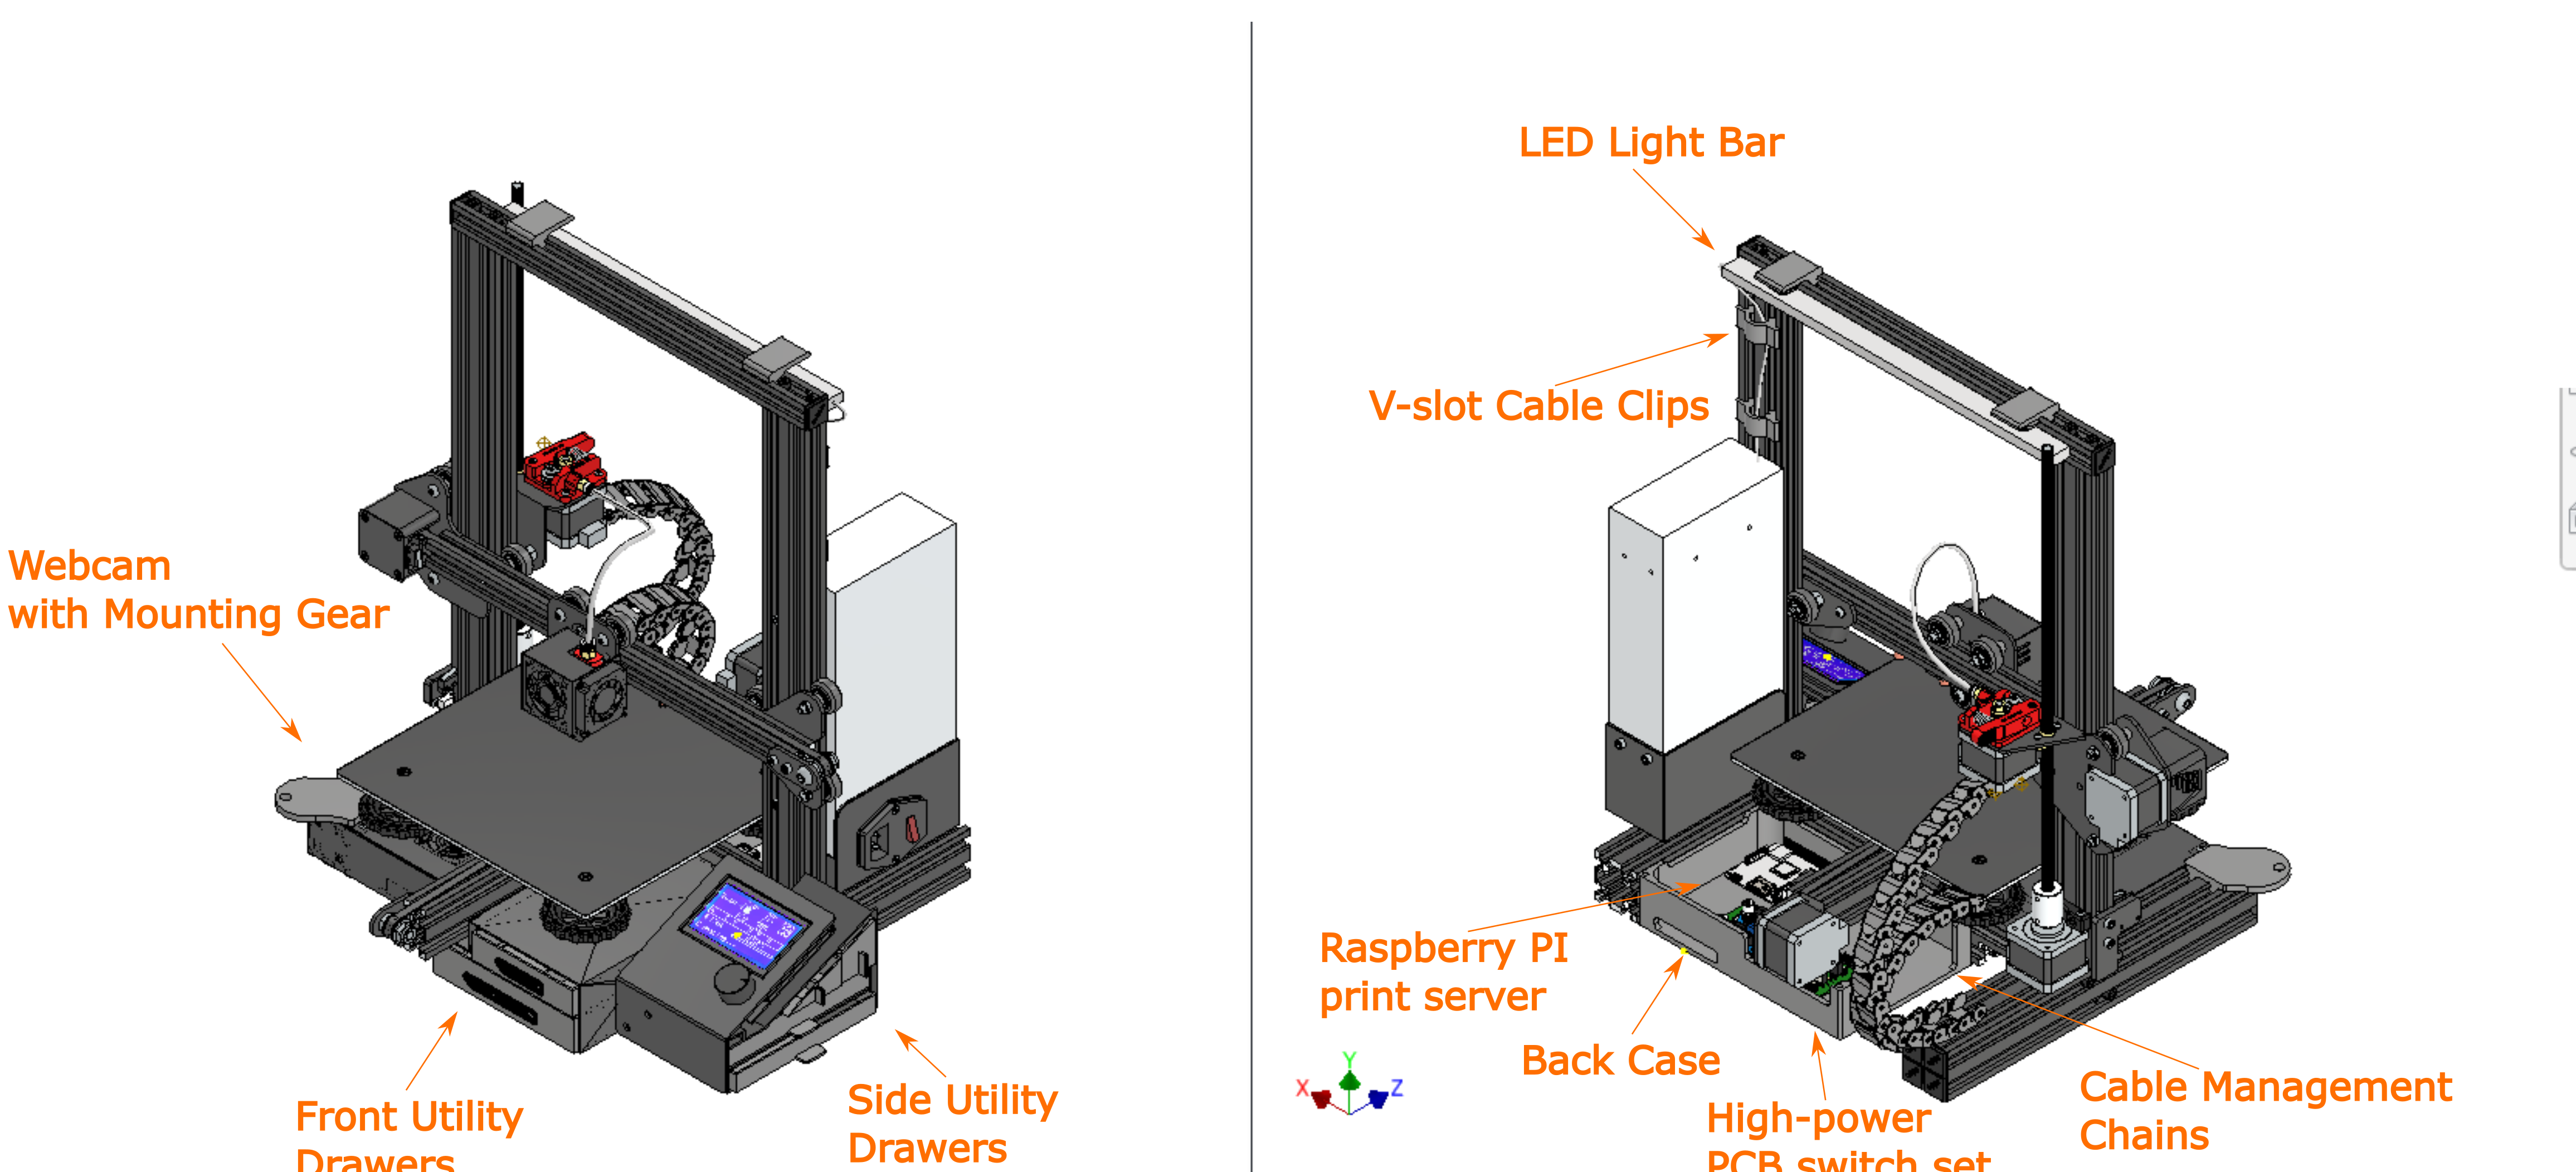 Webcam
with Mounting Gear
Front Utility
Drawers
Side Utility
Drawers
LED Light Bar
V-slot Cable Clips
Raspberry PI
print server
Back Case
High-power
PCB switch set
Cable Management
Chains
X
Y
Z